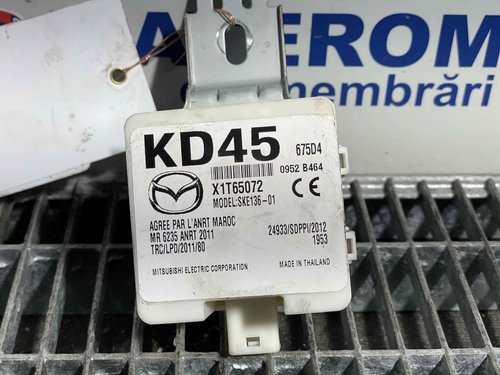 KD45
675D4
0952 B464
X1T65072
MODEL:SKE136-01
AGREE PAR L'ANRT MAROC
MR 6235 ANRT 2011
TRC/LPD/2011/80
24933/SDPPI/2012
1953
MITSUBISHI ELECTRIC CORPORATION
MADE IN THAILAND
CE
membrări